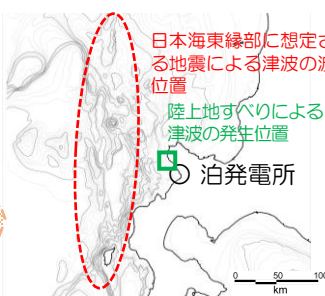 日本海東縁部に想定さ
る地震による津波の波
位置
陸上地すべりによる
津波の発生位置
泊発電所
0 50 100
km